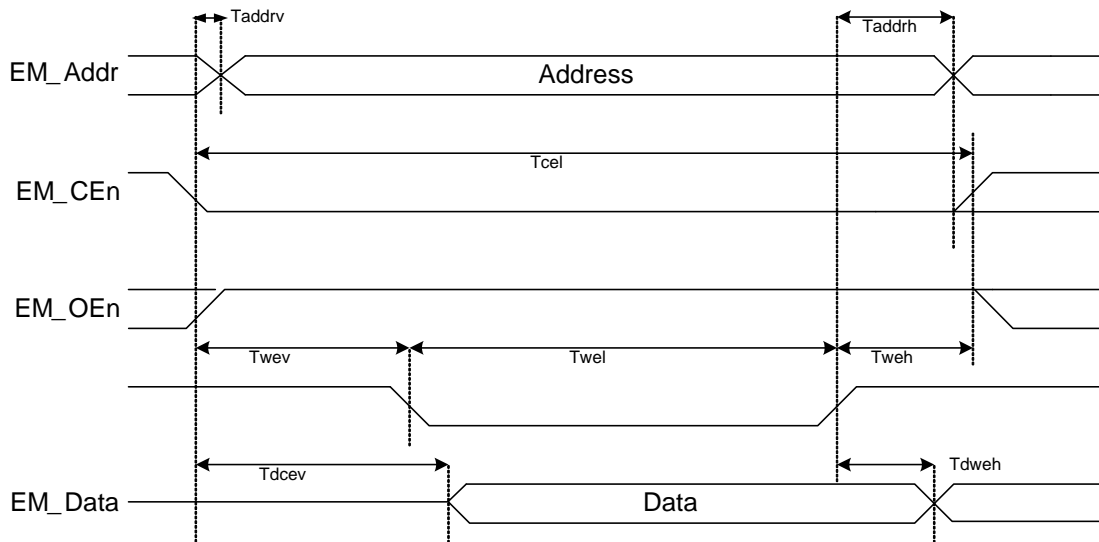 Taddrv
Taddrh
EM_Addr
Address
Tcel
EM_CEn
EM_OEn
Twev
Twel
Tweh
Tdcev
Tdweh
EM_Data
Data